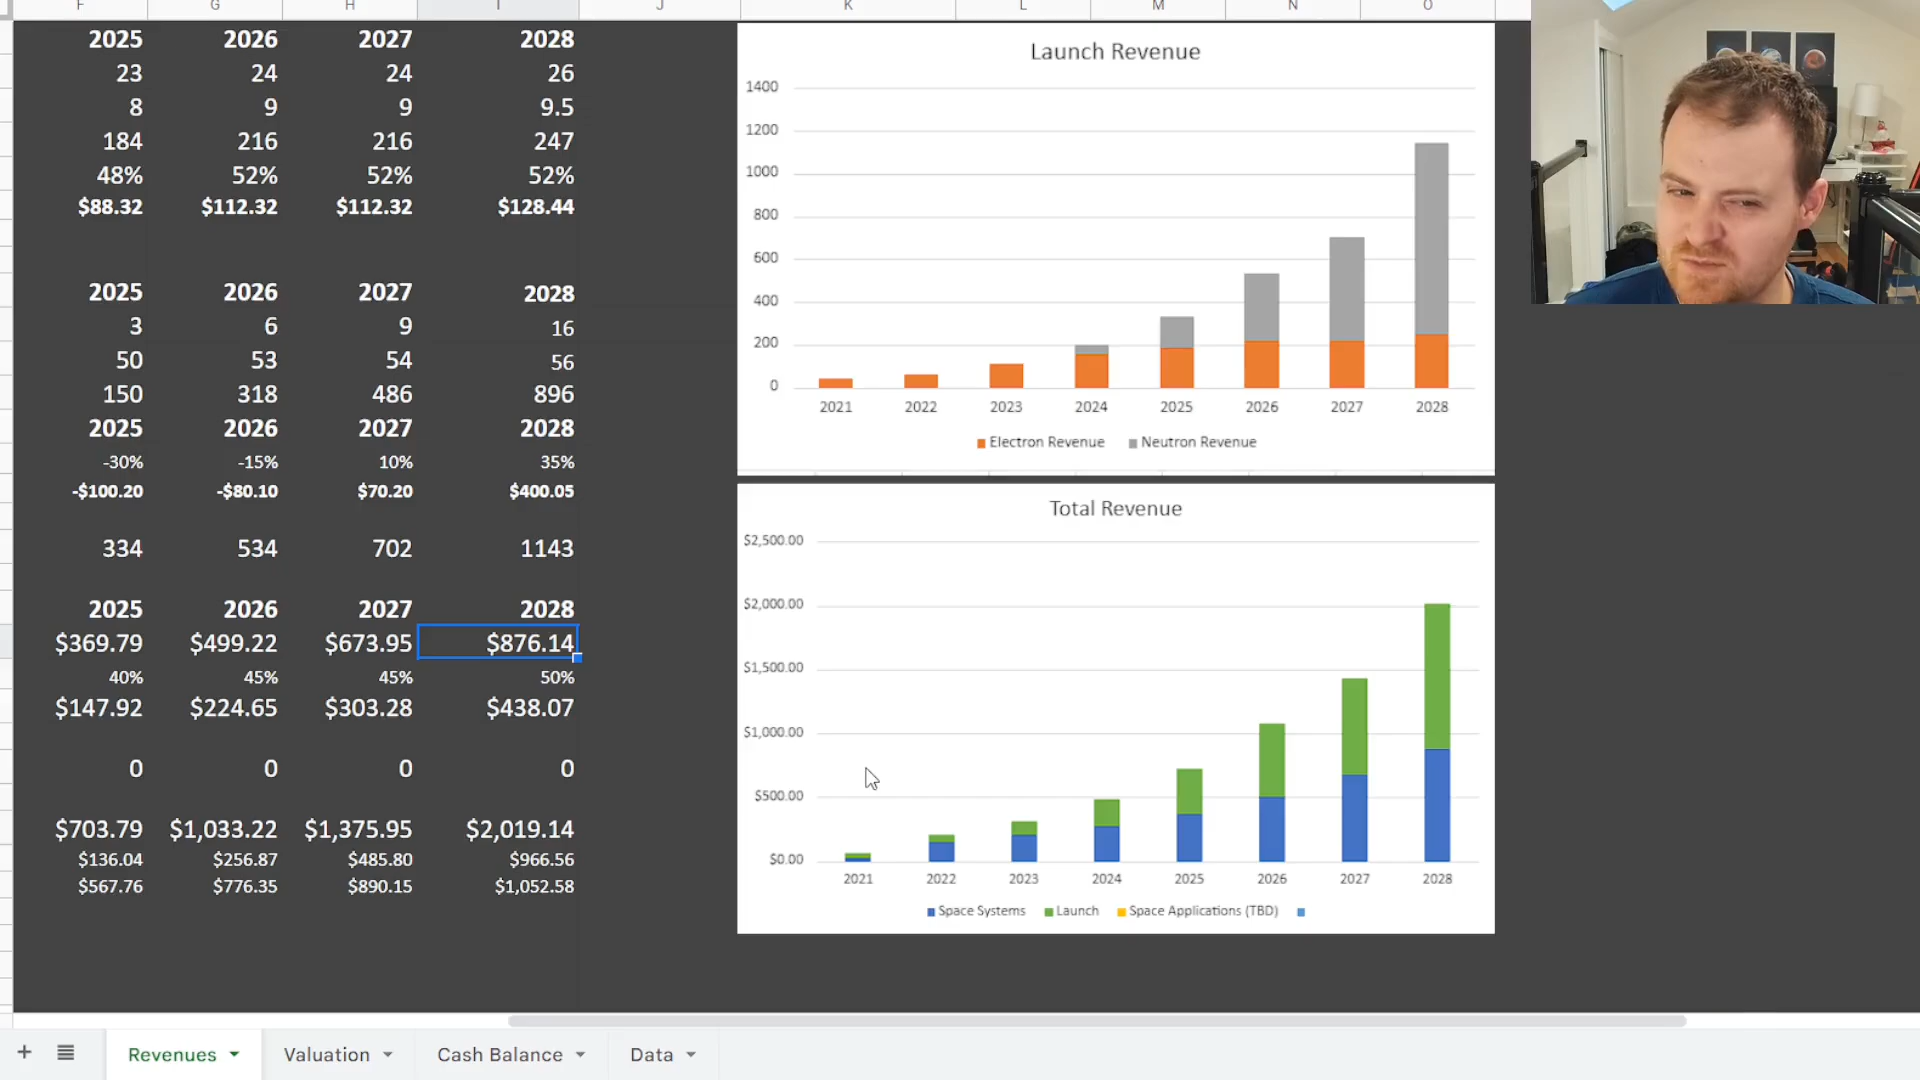 F G H I J K L M N O
2025 2026 2027 2028
23 24 24 26
8 9 9 9.5
184 216 216 247
48% 52% 52% 52%
$88.32 $112.32 $112.32 $128.44
2025 2026 2027 2028
3 6 9 16
50 53 54 56
150 318 486 896
2025 2026 2027 2028
-30% -15% 10% 35%
-$100.20 -$80.10 $70.20 $400.05
334 534 702 1143
2025 2026 2027 2028
$369.79 $499.22 $673.95 $876.14
40% 45% 45% 50%
$147.92 $224.65 $303.28 $438.07
0 0 0 0
$703.79 $1,033.22 $1,375.95 $2,019.14
$136.04 $256.87 $485.80 $966.56
$567.76 $776.35 $890.15 $1,052.58
Launch Revenue
1400
1200
1000
800
600
400
200
0
2021 2022 2023 2024 2025 2026 2027 2028
Electron Revenue Neutron Revenue
Total Revenue
$2,500.00
$2,000.00
$1,500.00
$1,000.00
$500.00
$0.00
2021 2022 2023 2024 2025 2026 2027 2028
Space Systems Launch Space Applications (TBD)
Revenues Valuation Cash Balance Data